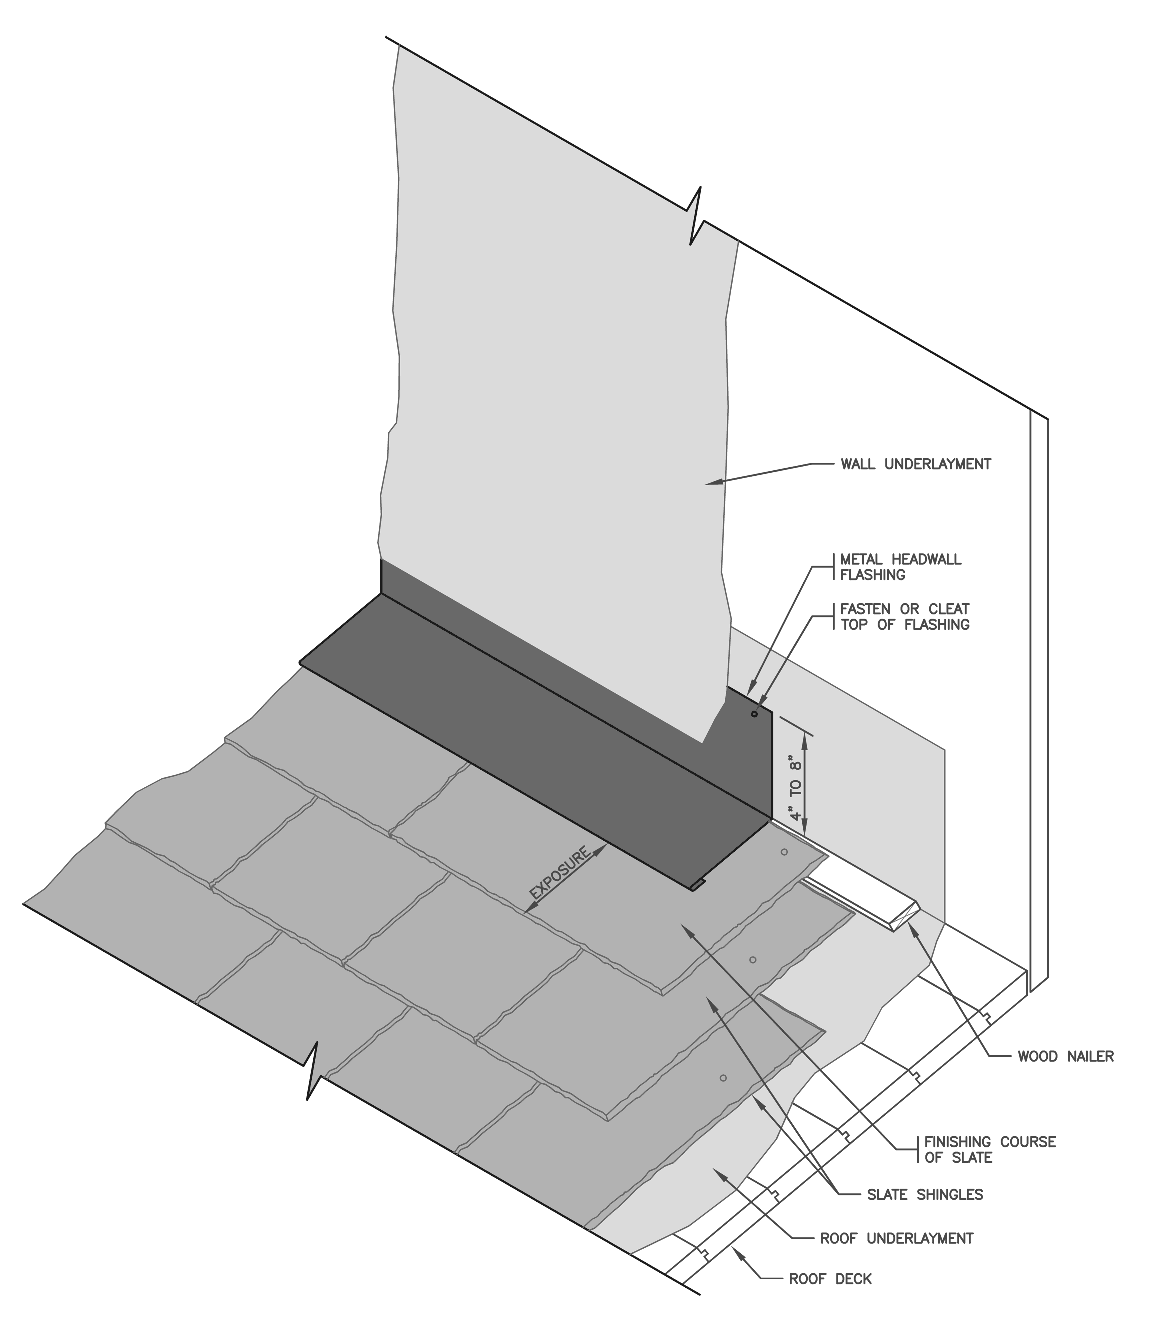 WALL UNDERLAYMENT
METAL HEADWALL
FLASHING
FASTEN OR CLEAT
TOP OF FLASHING
4" TO 8"
EXPOSURE
WOOD NAILER
FINISHING COURSE
OF SLATE
SLATE SHINGLES
ROOF UNDERLAYMENT
ROOF DECK